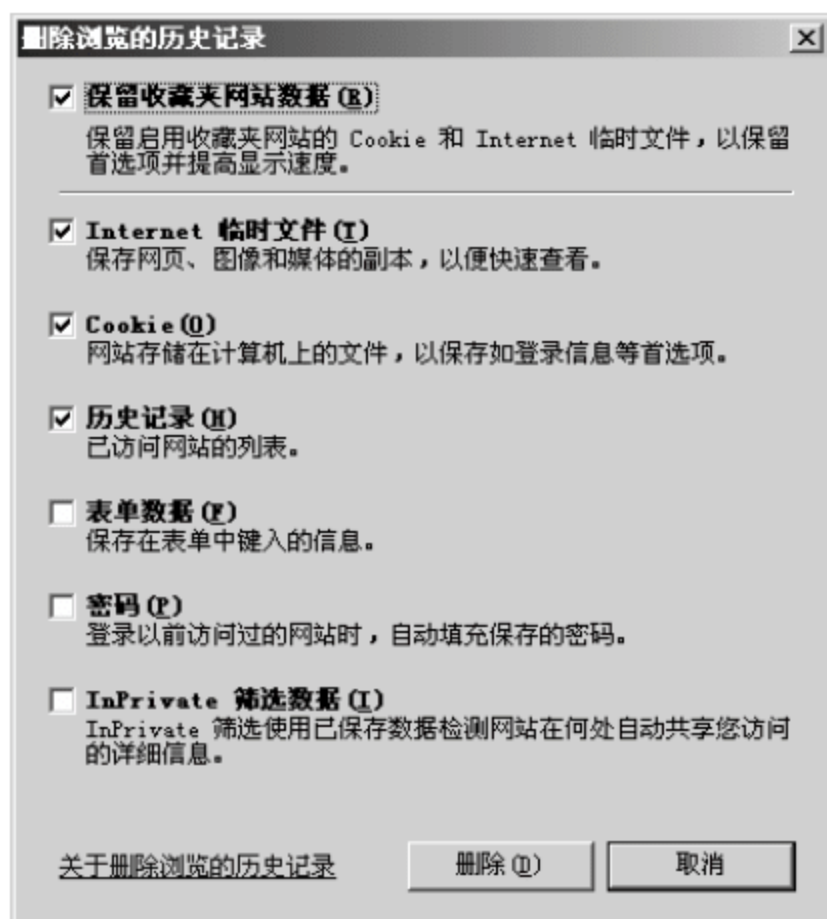 删除浏览的历史记录
保留收藏夹网站数据(R)
保留启用收藏夹网站的 Cookie 和 Internet 临时文件，以保留
首选项并提高显示速度。
Internet 临时文件(T)
保存网页、图像和媒体的副本，以便快速查看。
Cookie(O)
网站存储在计算机上的文件，以保存如登录信息等首选项。
历史记录(H)
已访问网站的列表。
表单数据(F)
保存在表单中键入的信息。
密码(P)
登录以前访问过的网站时，自动填充保存的密码。
InPrivate 筛选数据(I)
InPrivate 筛选使用已保存数据检测网站在何处自动共享您访问
的详细信息。
关于删除浏览的历史记录
删除(D)
取消